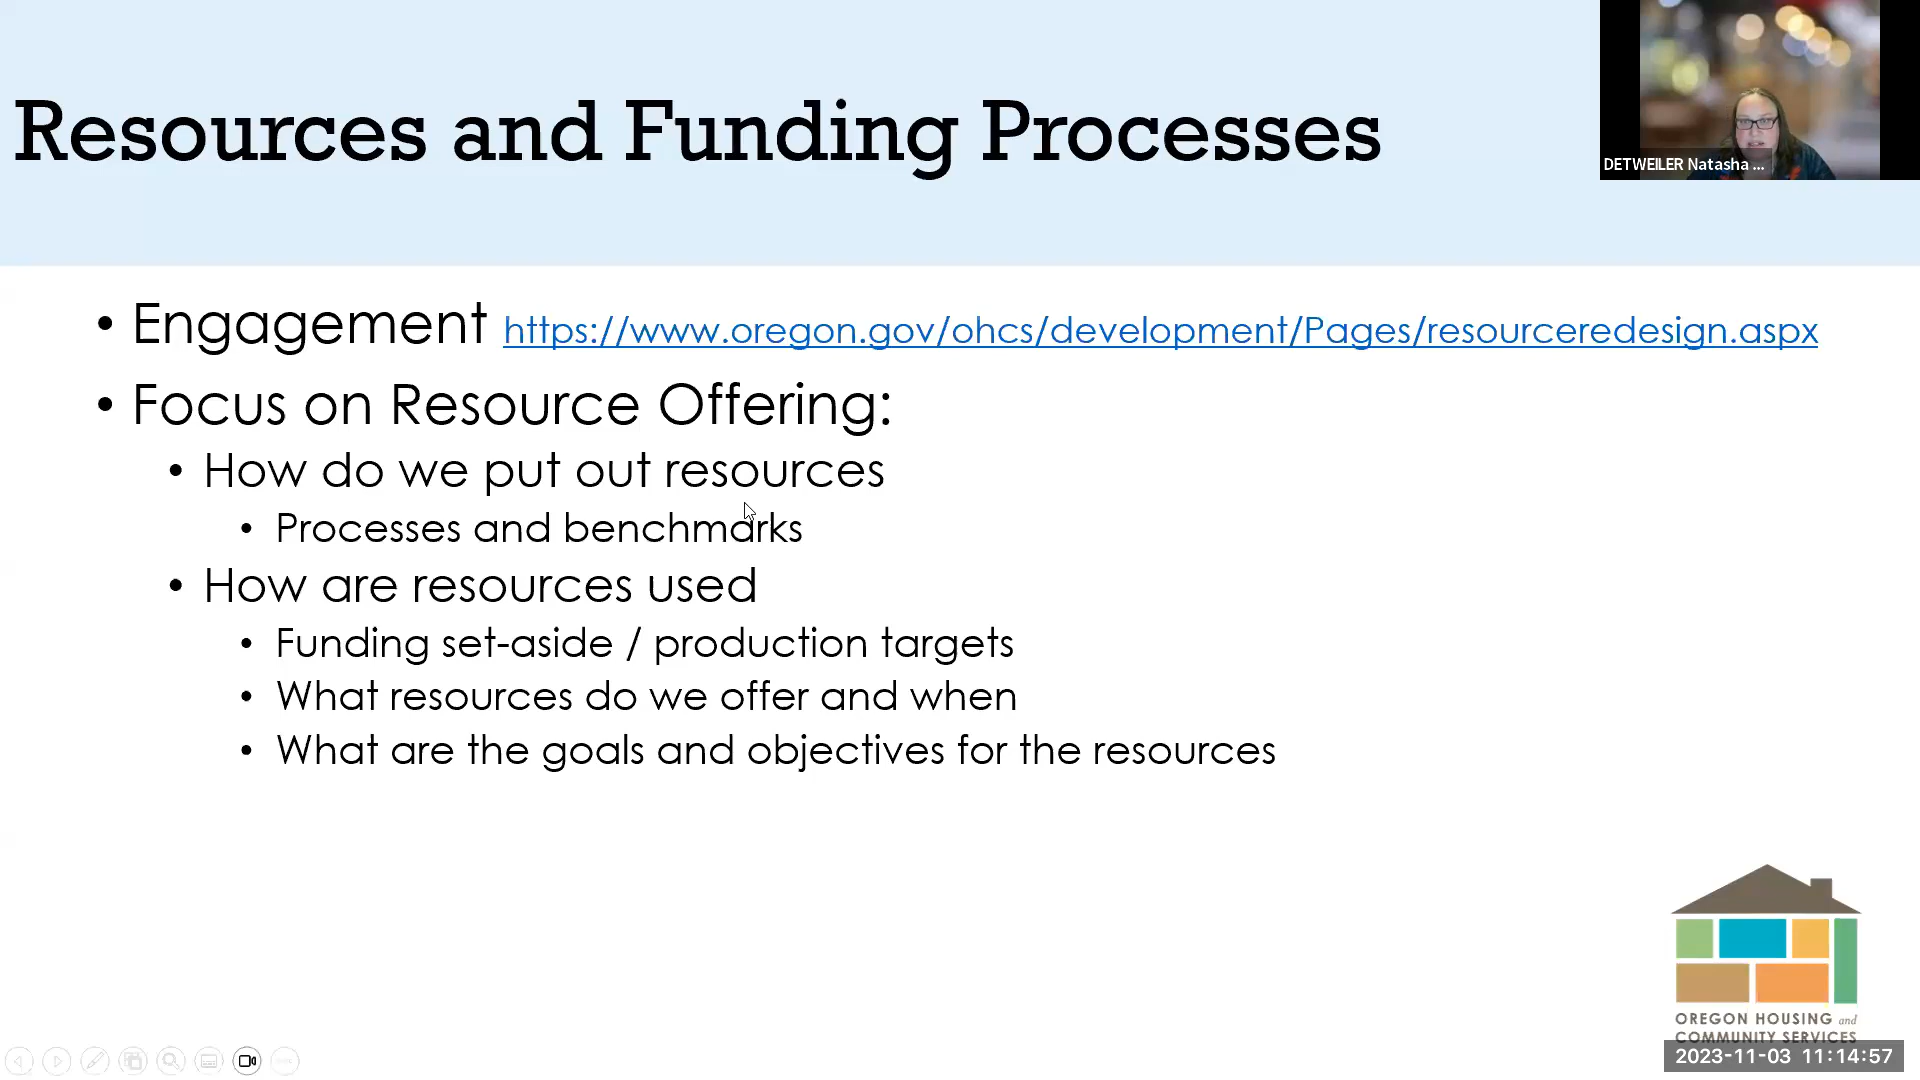 Resources and Funding Processes
DETWEILER Natasha ...
• Engagement https://www.oregon.gov/ohcs/development/Pages/resourceredesign.aspx
• Focus on Resource Offering:
• How do we put out resources
• Processes and benchmarks
• How are resources used
• Funding set-aside / production targets
• What resources do we offer and when
• What are the goals and objectives for the resources
OREGON HOUSING and
COMMUNITY SERVICES
2023-11-03 11:14:57